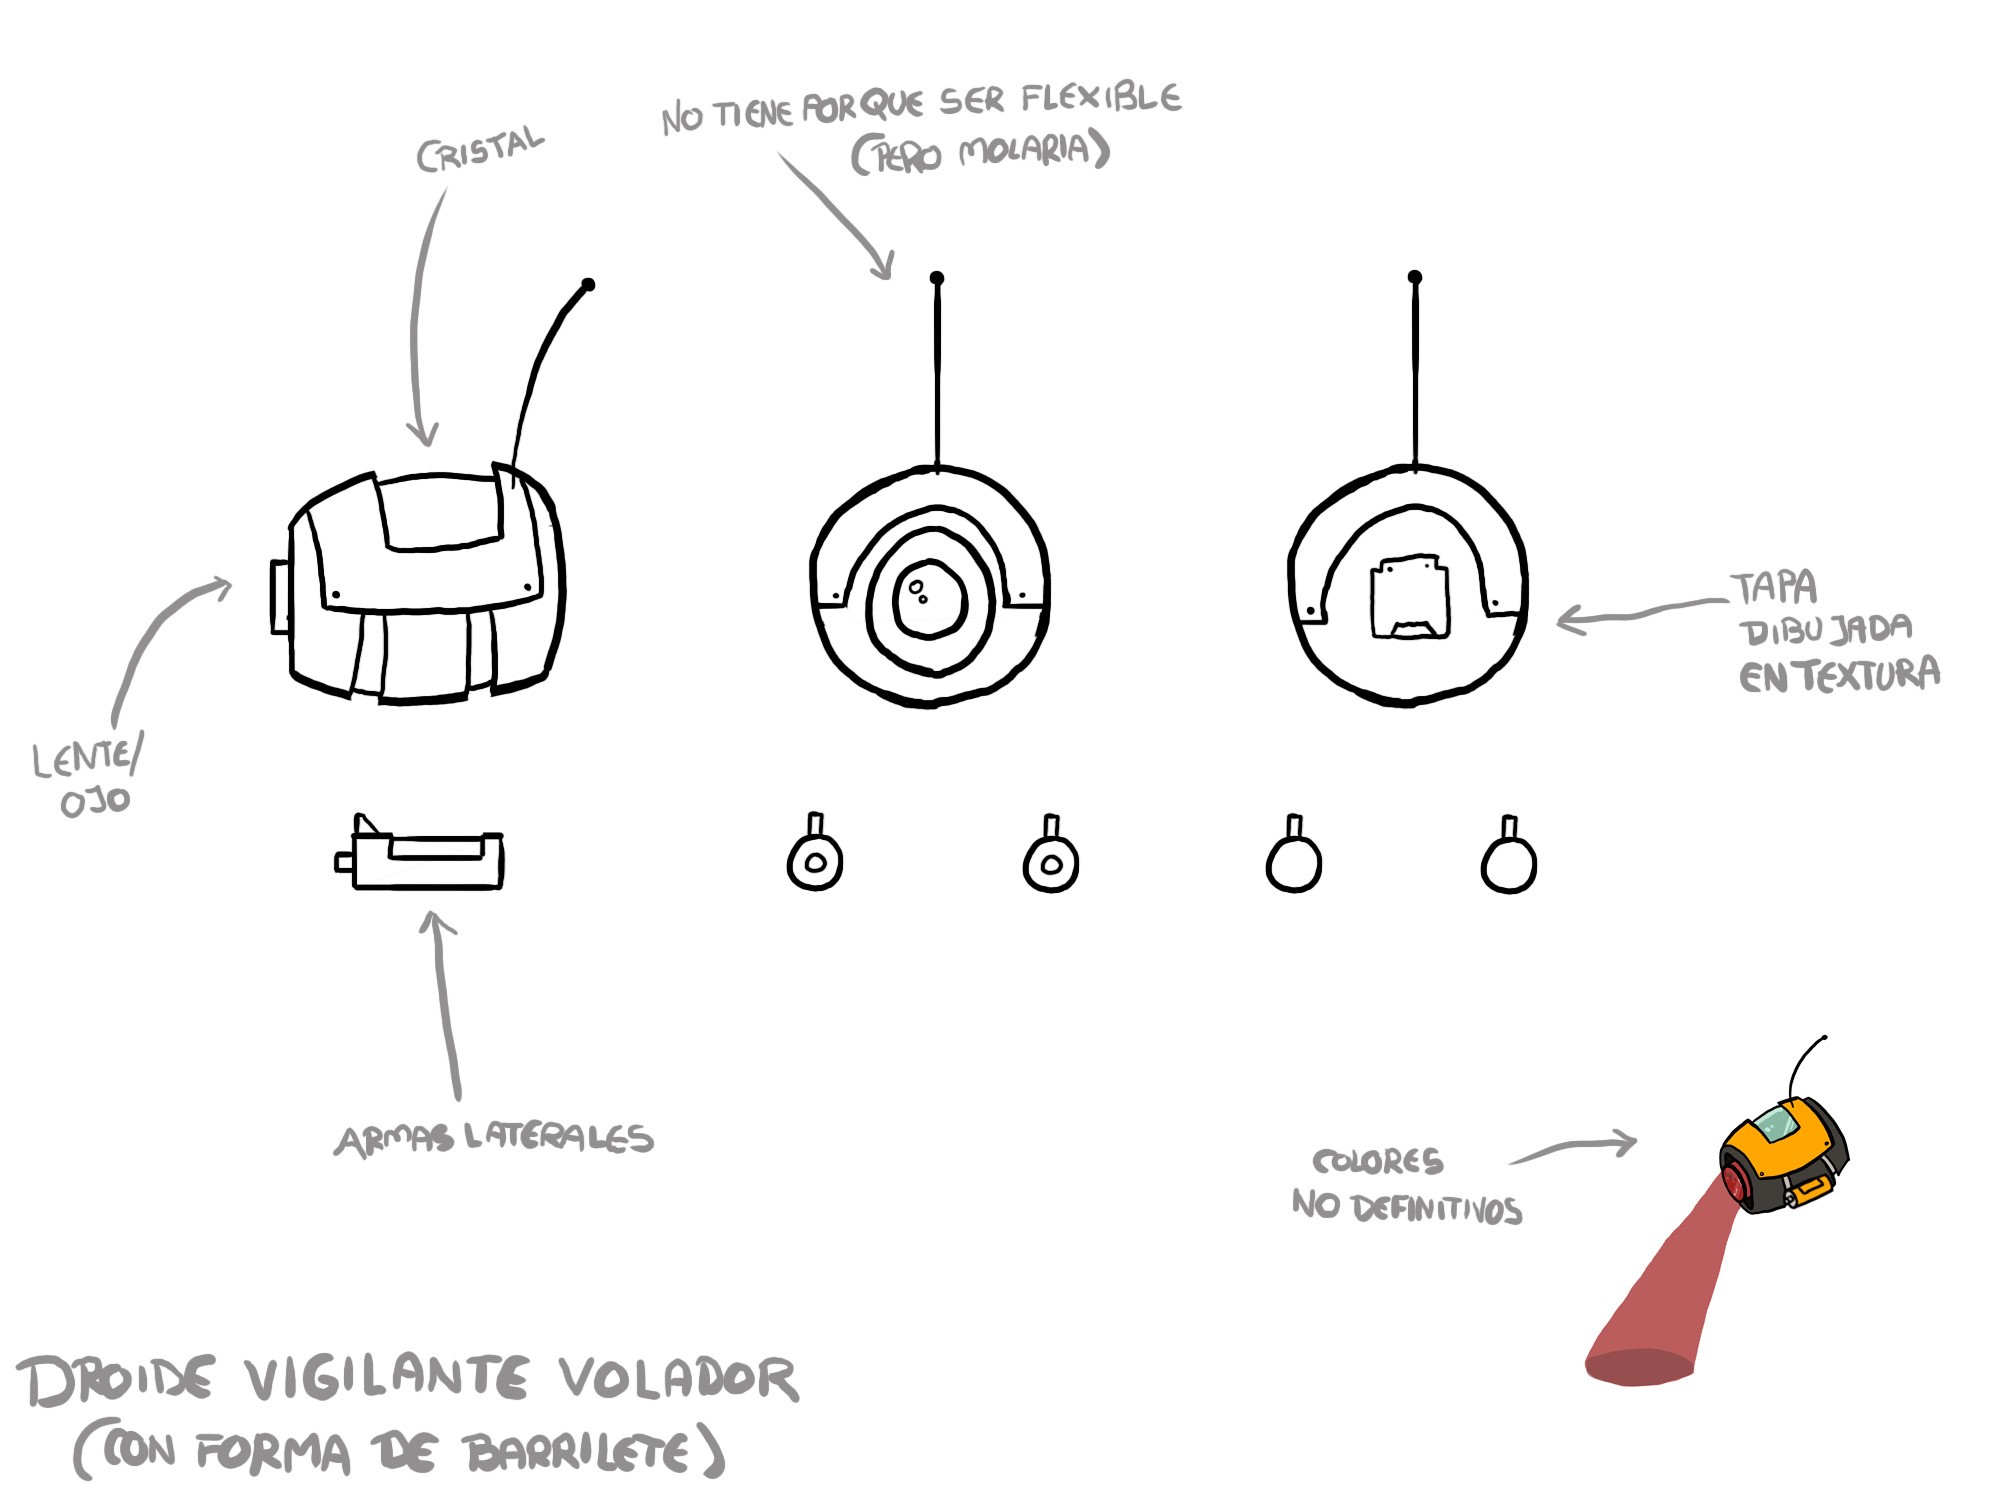 NO TIENE PORQUE SER FLEXIBLE
(PERO MOLARIA)
CRISTAL
TAPA
DIBUJADA
EN TEXTURA
LENTE/
OJO
ARMAS LATERALES
COLORES
NO DEFINITIVOS
DROIDE VIGILANTE VOLADOR
(CON FORMA DE BARRILETE)